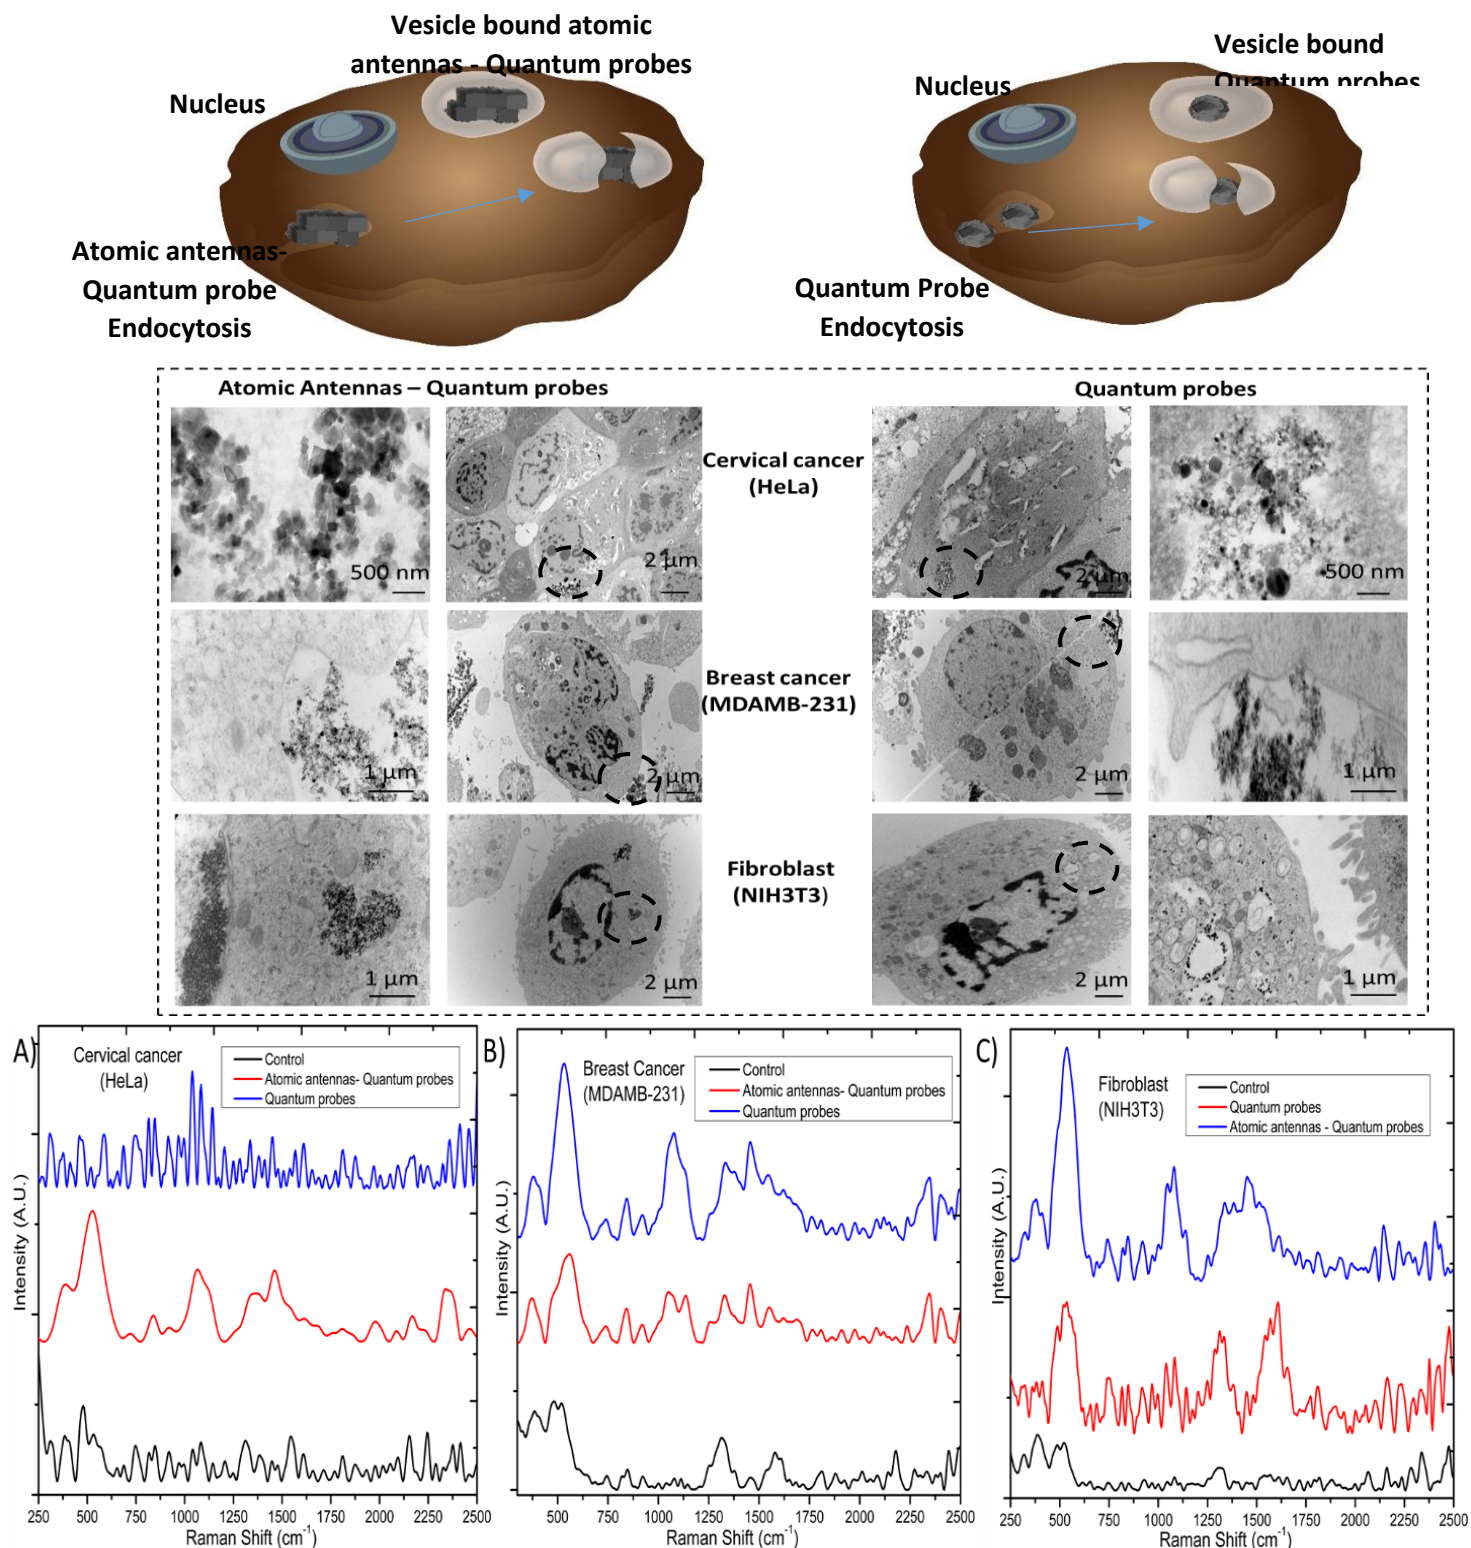 Vesicle bound atomic
antennas - Quantum probes
Nucleus
Atomic antennas-
Quantum probe
Endocytosis
Vesicle bound
Quantum probes
Nucleus
Quantum Probe
Endocytosis
Atomic Antennas – Quantum probes
Quantum probes
500 nm
2 µm
Cervical cancer
(HeLa)
2 µm
500 nm
1 µm
2 µm
Breast cancer
(MDAMB-231)
2 µm
1 µm
1 µm
2 µm
Fibroblast
(NIH3T3)
2 µm
1 µm
A)
Cervical cancer
(HeLa)
Control
Atomic antennas- Quantum probes
Quantum probes
Intensity (A.U.)
250 500 750 1000 1250 1500 1750 2000 2250 2500
Raman Shift (cm⁻¹)
B)
Breast Cancer
(MDAMB-231)
Control
Atomic antennas- Quantum probes
Quantum probes
Intensity (A.U.)
500 750 1000 1250 1500 1750 2000 2250 2500
Raman Shift (cm⁻¹)
C)
Fibroblast
(NIH3T3)
Control
Quantum probes
Atomic antennas - Quantum probes
Intensity (A.U.)
250 500 750 1000 1250 1500 1750 2000 2250 2500
Raman Shift (cm⁻¹)